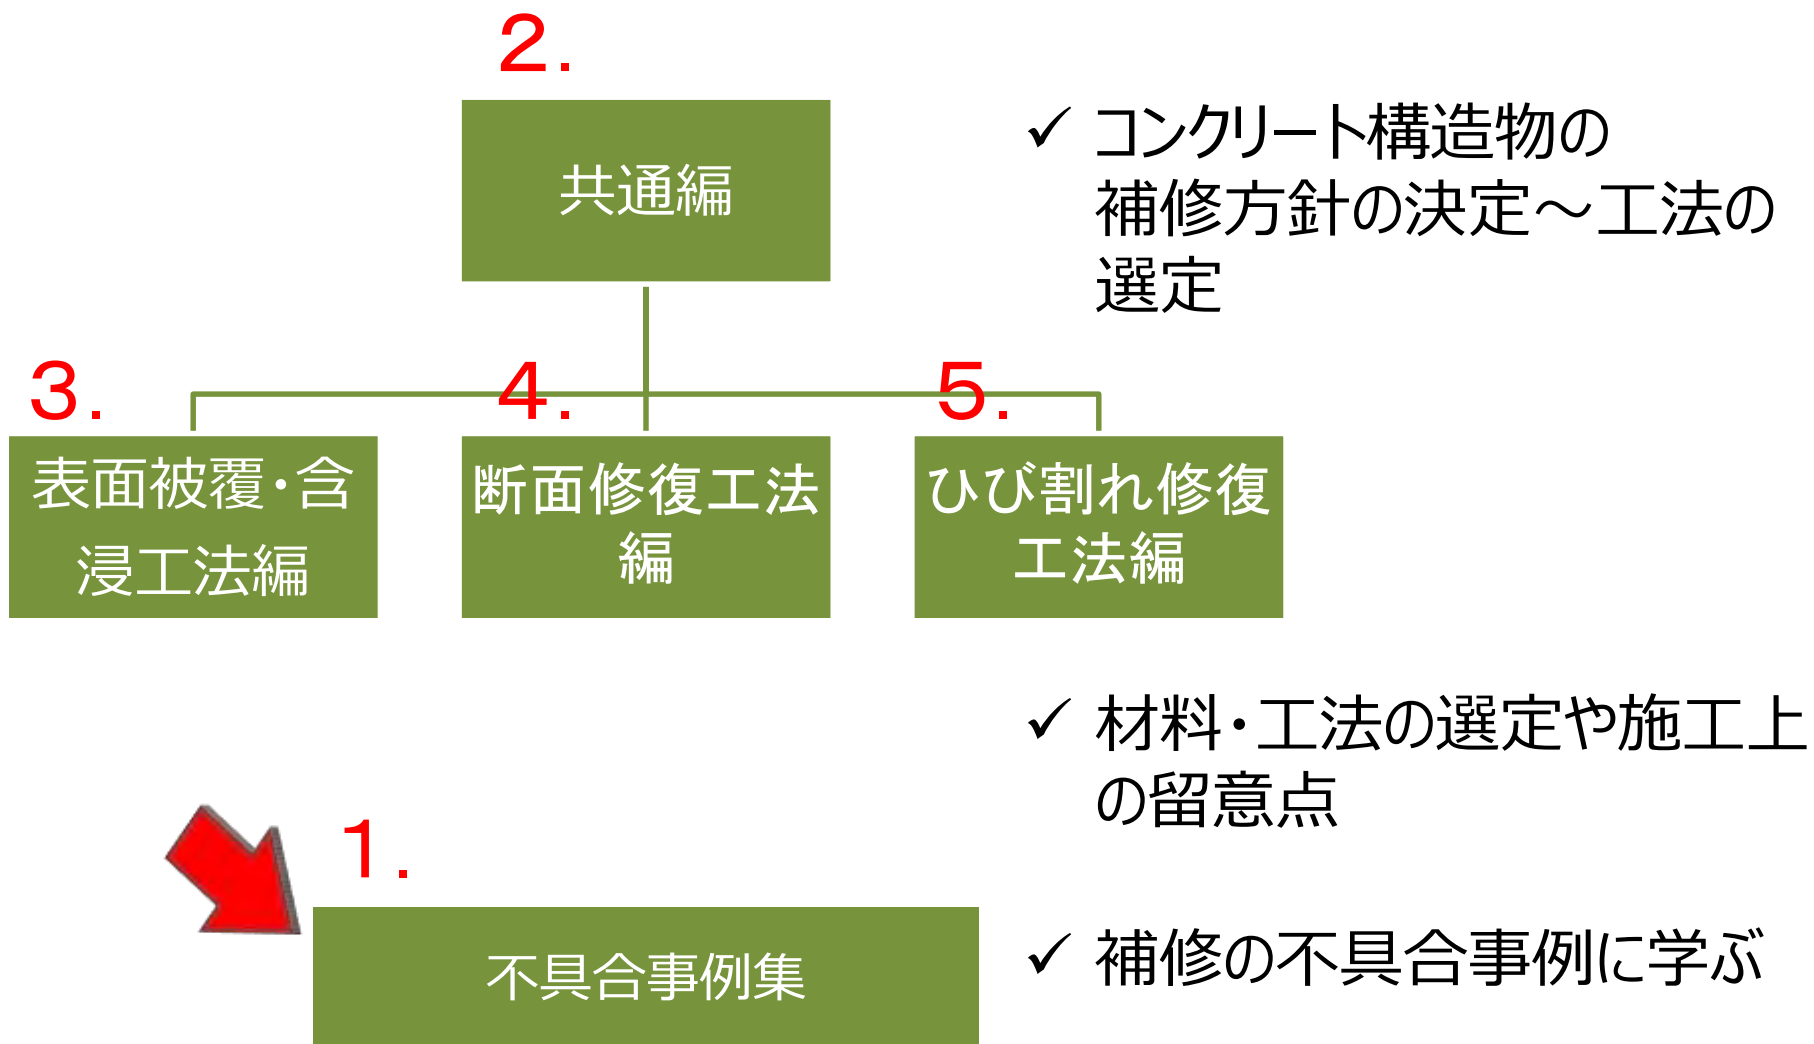 ２．
共通編
✓ コンクリート構造物の
補修方針の決定～工法の
選定
３．
表面被覆・含
浸工法編
４．
断面修復工法
編
５．
ひび割れ修復
工法編
✓ 材料・工法の選定や施工上
の留意点
１．
不具合事例集
✓ 補修の不具合事例に学ぶ